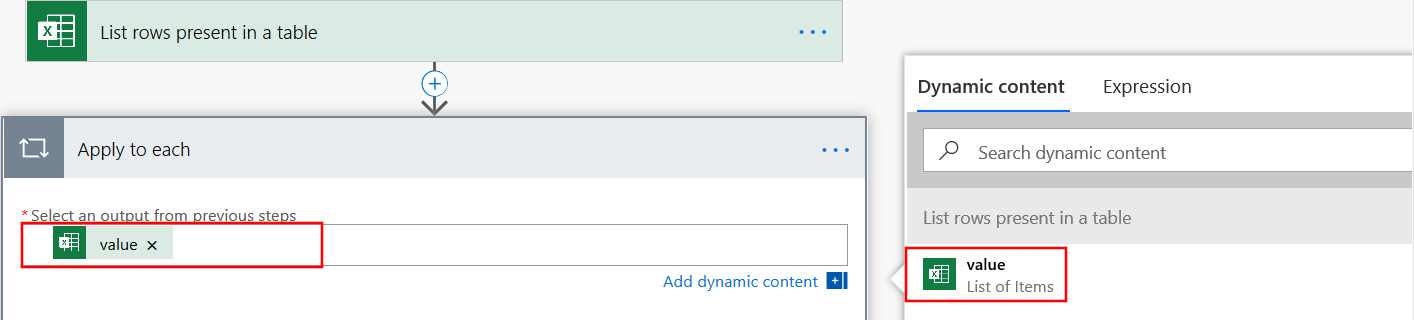 List rows present in a table
Apply to each
* Select an output from previous steps
value
Add dynamic content
Dynamic content
Expression
Search dynamic content
List rows present in a table
value
List of Items